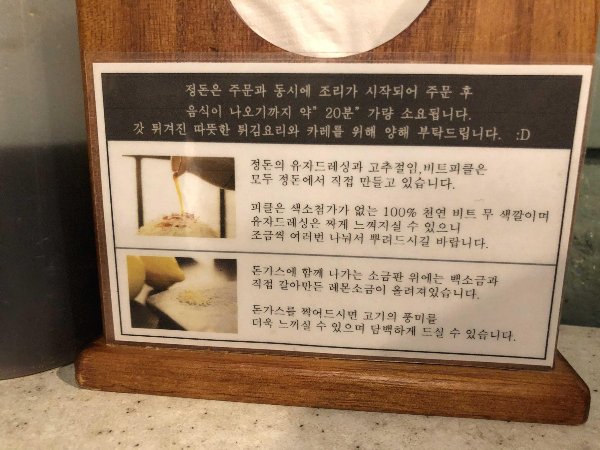 정돈은 주문과 동시에 조리가 시작되어 주문 후
음식이 나오기까지 약" 20분" 가량 소요됩니다.
갓 튀겨진 따뜻한 튀김요리와 카레를 위해 양해 부탁드립니다. :D
정돈의 유자드레싱과 고추절임,비트피클은
모두 정돈에서 직접 만들고 있습니다.
피클은 색소첨가가 없는 100% 천연 비트 무 색깔이며
유자드레싱은 짜게 느껴지실 수 있으니
조금씩 여러번 나눠서 뿌려드시길 바랍니다.
돈가스에 함께 나가는 소금판 위에는 백소금과
직접 갈아만든 레몬소금이 올려져있습니다.
돈가스를 찍어드시면 고기의 풍미를
더욱 느끼실 수 있으며 담백하게 드실 수 있습니다.